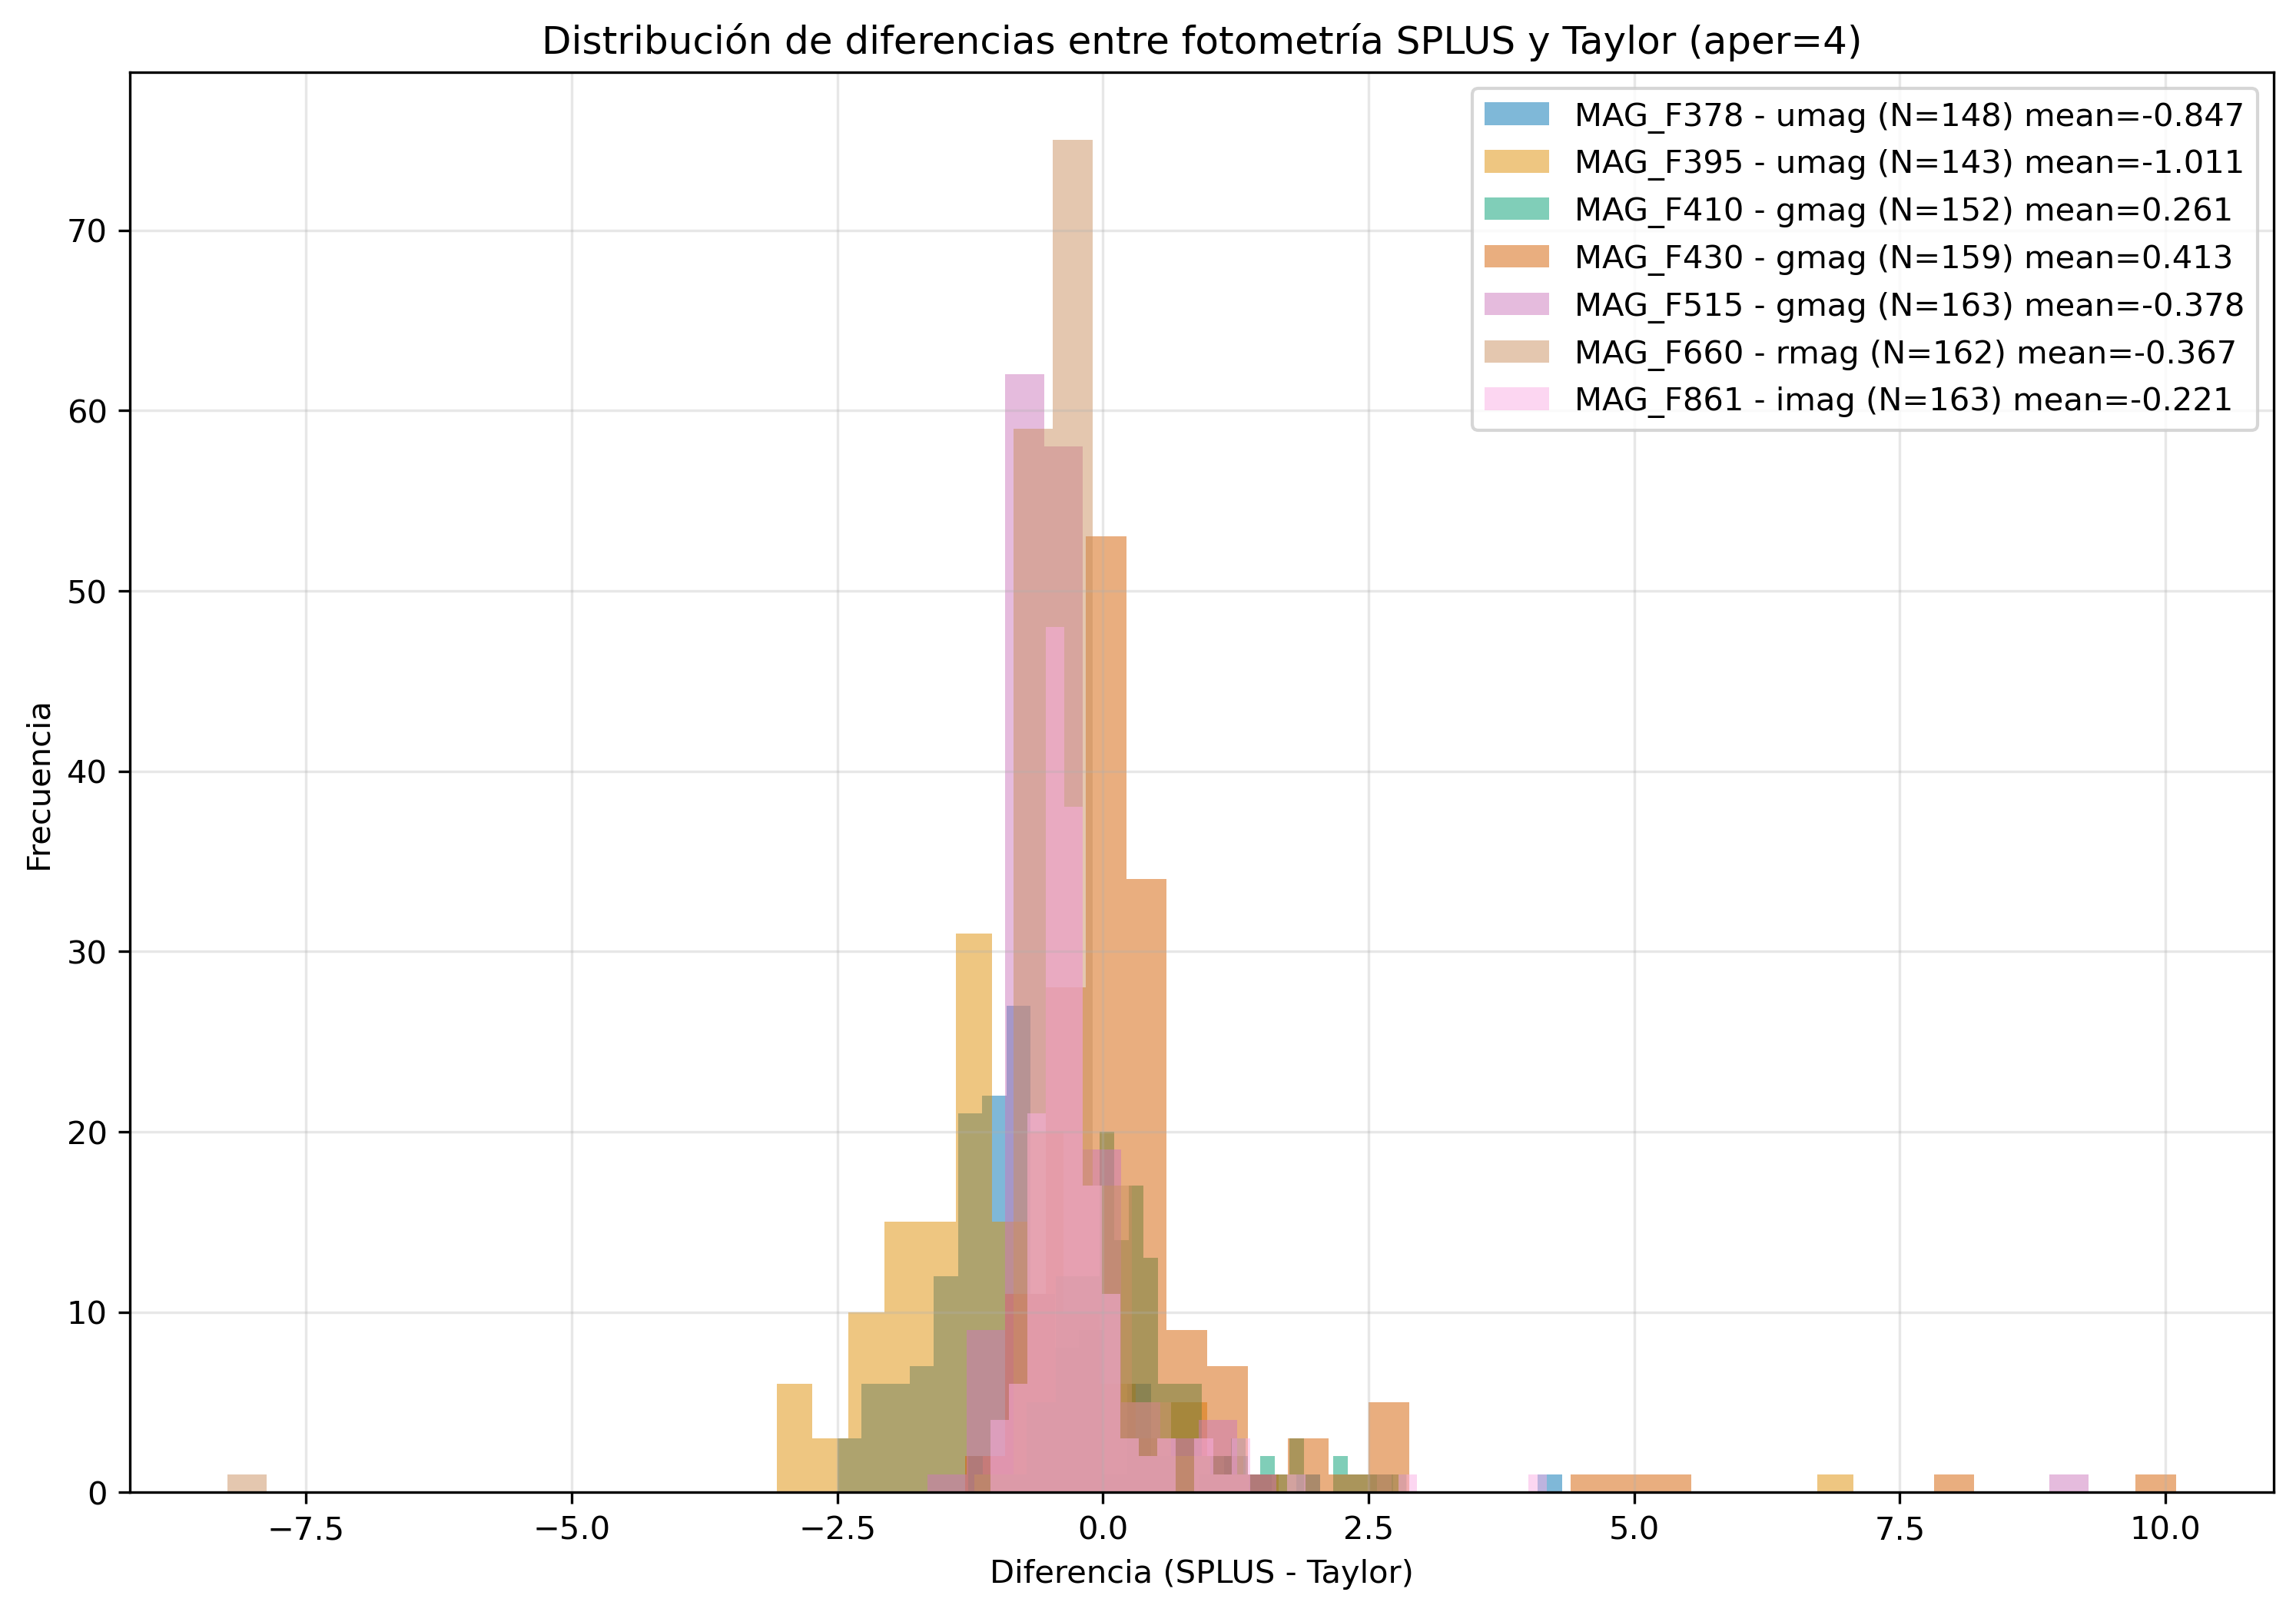 Distribución de diferencias entre fotometría SPLUS y Taylor (aper=4)
MAG_F378 - umag (N=148) mean=-0.847
MAG_F395 - umag (N=143) mean=-1.011
MAG_F410 - gmag (N=152) mean=0.261
MAG_F430 - gmag (N=159) mean=0.413
MAG_F515 - gmag (N=163) mean=-0.378
MAG_F660 - rmag (N=162) mean=-0.367
MAG_F861 - imag (N=163) mean=-0.221
Frecuencia
70
60
50
40
30
20
10
0
−7.5 −5.0 −2.5 0.0 2.5 5.0 7.5 10.0
Diferencia (SPLUS - Taylor)